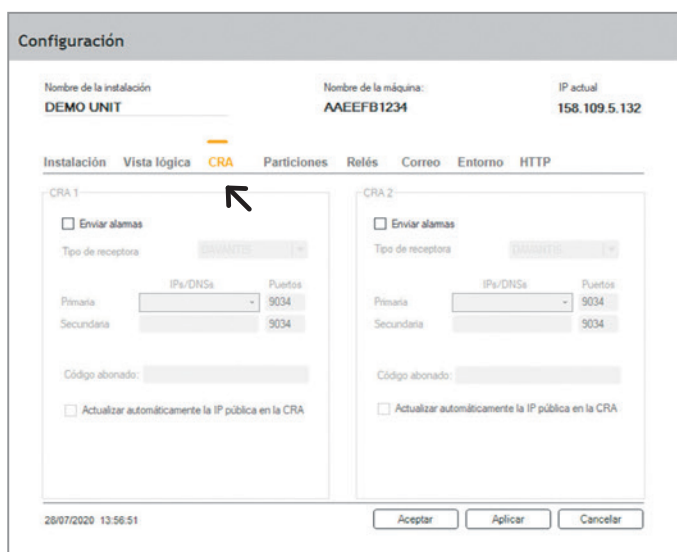 Configuración
Nombre de la instalación Nombre de la máquina: IP actual
DEMO UNIT AAEEFB1234 158.109.5.132
Instalación Vista lógica CRA Particiones Relés Correo Entorno HTTP
CRA 1
Enviar alarmas
Tipo de receptora DAVANTIS
IPs/DNSs Puertos
Primaria 9034
Secundaria 9034
Código abonado:
Actualizar automáticamente la IP pública en la CRA
CRA 2
Enviar alarmas
Tipo de receptora DAVANTIS
IPs/DNSs Puertos
Primaria 9034
Secundaria 9034
Código abonado:
Actualizar automáticamente la IP pública en la CRA
28/07/2020 13:56:51 Aceptar Aplicar Cancelar